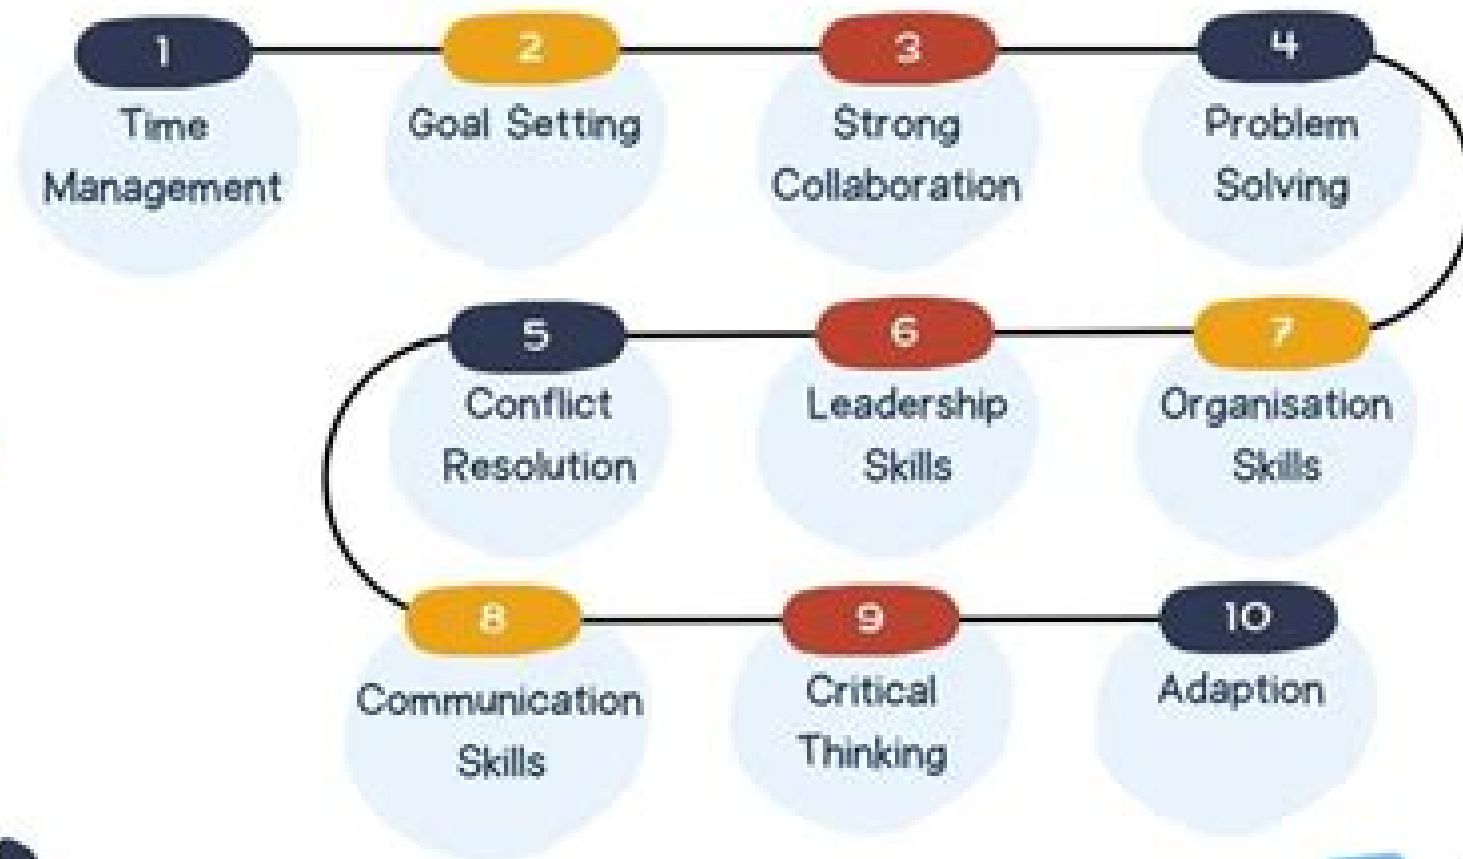 1
Time
Management
2
Goal Setting
3
Strong
Collaboration
4
Problem
Solving
5
Conflict
Resolution
6
Leadership
Skills
7
Organisation
Skills
8
Communication
Skills
9
Critical
Thinking
10
Adaption